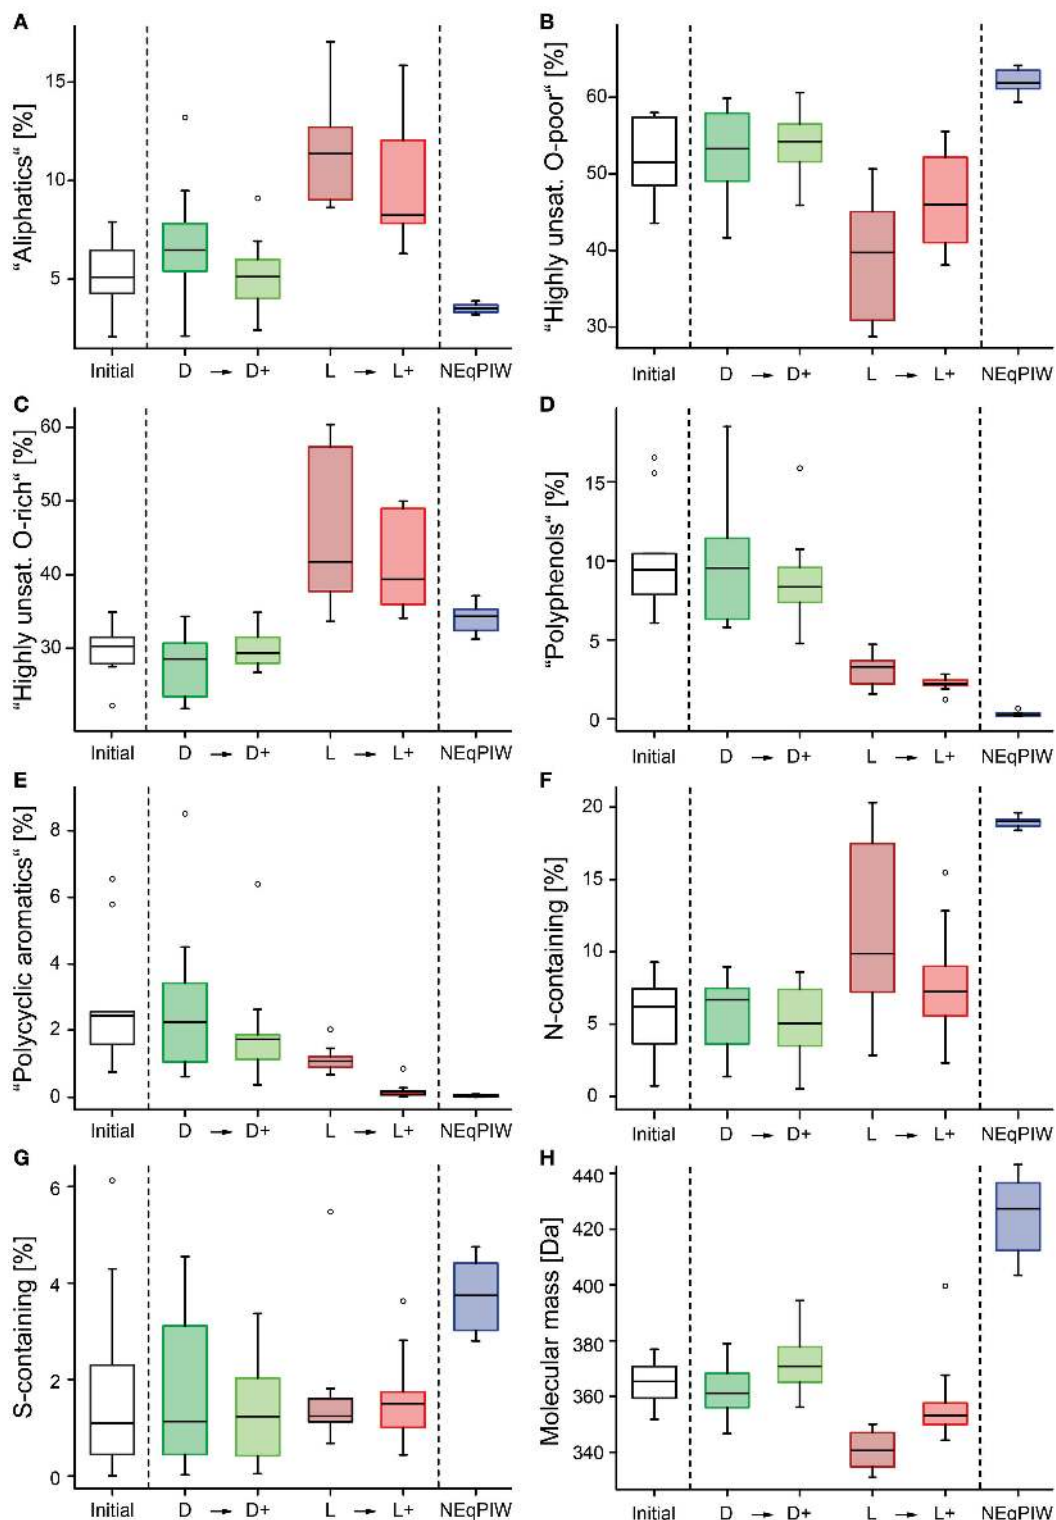 A
"Aliphatics" [%]
15
10
5
Initial D → D+ L → L+ NEqPIW
B
"Highly unsat. O-poor" [%]
60
50
40
30
Initial D → D+ L → L+ NEqPIW
C
"Highly unsat. O-rich" [%]
60
50
40
30
Initial D → D+ L → L+ NEqPIW
D
"Polyphenols" [%]
15
10
5
0
Initial D → D+ L → L+ NEqPIW
E
"Polycyclic aromatics" [%]
8
6
4
2
0
Initial D → D+ L → L+ NEqPIW
F
N-containing [%]
20
15
10
5
0
Initial D → D+ L → L+ NEqPIW
G
S-containing [%]
6
4
2
0
Initial D → D+ L → L+ NEqPIW
H
Molecular mass [Da]
440
420
400
380
360
340
Initial D → D+ L → L+ NEqPIW